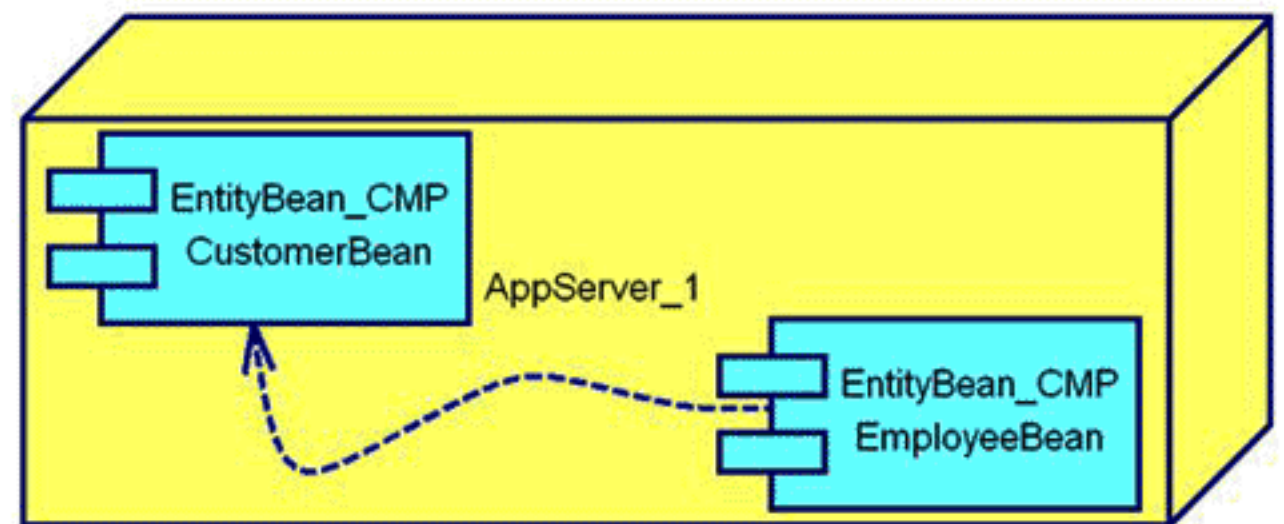 EntityBean_CMP
CustomerBean
AppServer_1
EntityBean_CMP
EmployeeBean